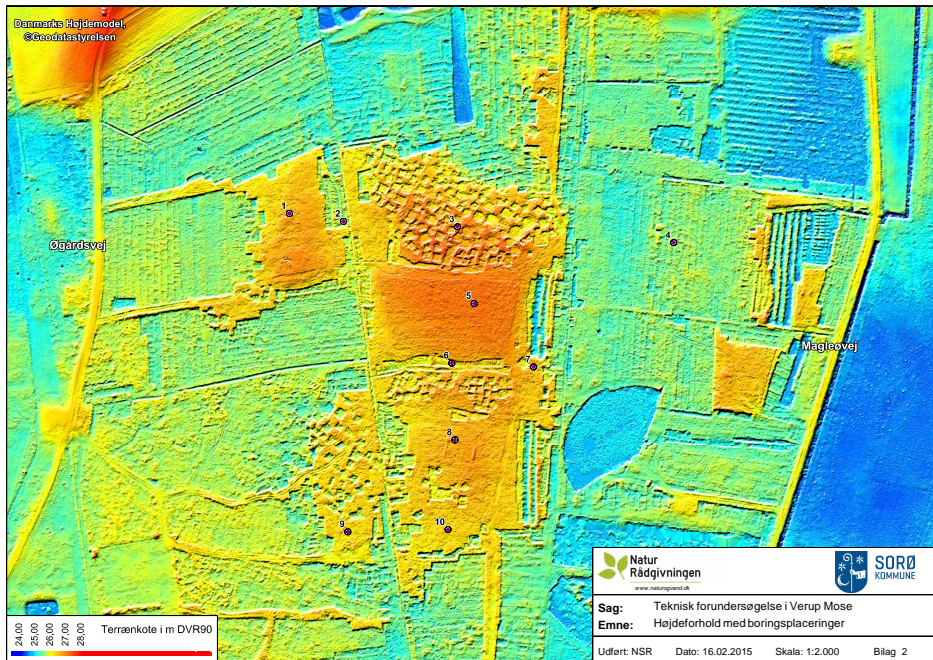 Danmarks Højdemodel,
©Geodatastyrelsen
1
2
3
4
Øgårdsvej
5
Magleøvej
6
7
8
9
10
Natur
Rådgivningen
www.naturogvand.dk
SORØ
KOMMUNE
Sag: Teknisk forundersøgelse i Verup Mose
Emne: Højdeforhold med boringsplaceringer
Udført: NSR Dato: 16.02.2015 Skala: 1:2.000 Bilag 2
Terrænkote i m DVR90
24,00
25,00
26,00
27,00
28,00